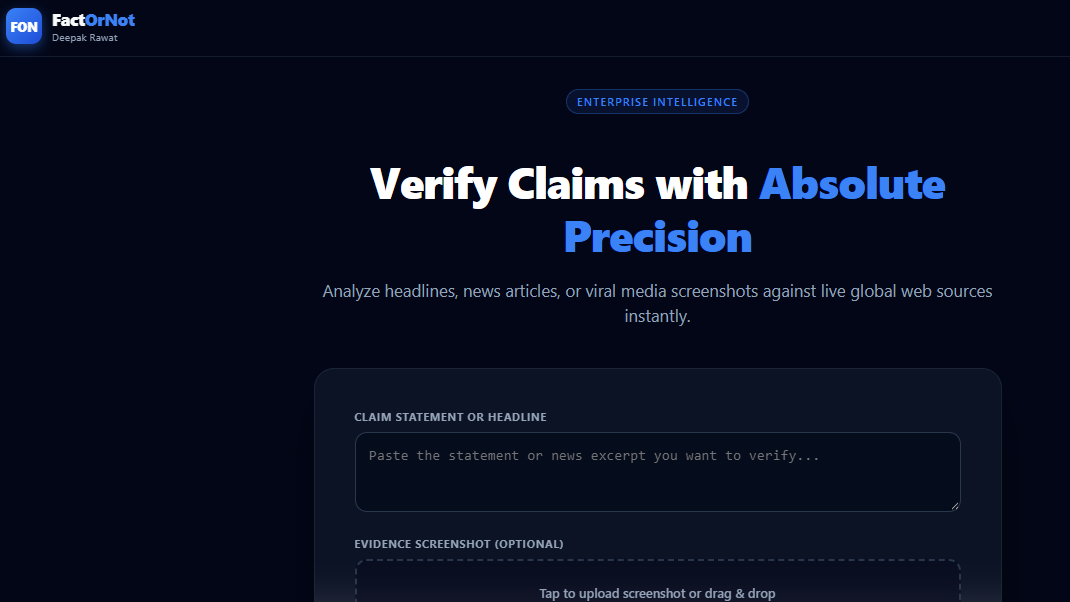 FON
FactOrNot
Deepak Rawat
ENTERPRISE INTELLIGENCE
Verify Claims with Absolute
Precision
Analyze headlines, news articles, or viral media screenshots against live global web sources
instantly.
CLAIM STATEMENT OR HEADLINE
Paste the statement or news excerpt you want to verify...
EVIDENCE SCREENSHOT (OPTIONAL)
Tap to upload screenshot or drag & drop